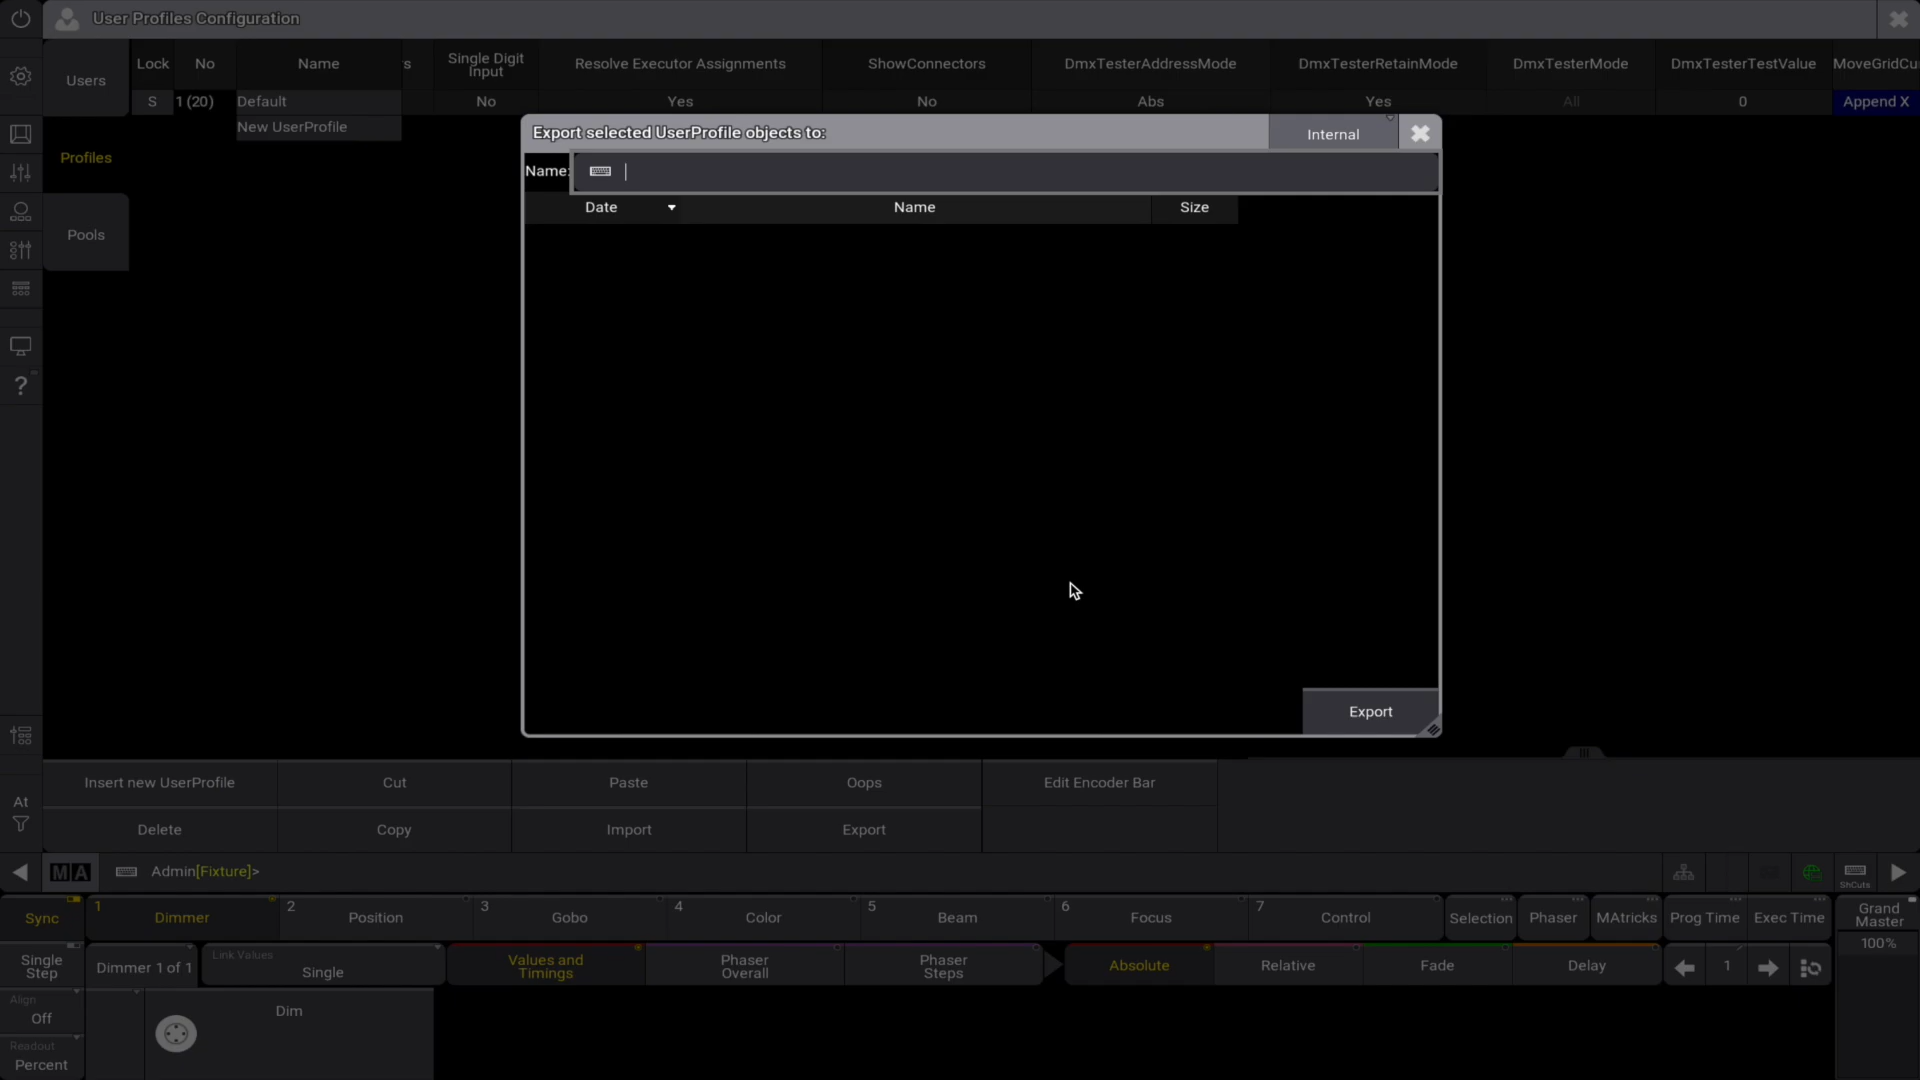 User Profiles Configuration
Users
Lock
No
Name
s
Single Digit
Input
Resolve Executor Assignments
ShowConnectors
DmxTesterAddressMode
DmxTesterRetainMode
DmxTesterMode
DmxTesterTestValue
MoveGridCu
S
1 (20)
Default
No
Yes
No
Abs
Yes
All
0
Append X
New UserProfile
Profiles
Pools
Export selected UserProfile objects to:
Internal
Name:
Date
Name
Size
Export
?
Insert new UserProfile
Cut
Paste
Oops
Edit Encoder Bar
Delete
Copy
Import
Export
At
MA
Admin[Fixture]>
ShCuts
Sync
1
Dimmer
2
Position
3
Gobo
4
Color
5
Beam
6
Focus
7
Control
Selection
Phaser
MAtricks
Prog Time
Exec Time
Grand
Master
100%
Single
Step
Dimmer 1 of 1
Link Values
Single
Values and
Timings
Phaser
Overall
Phaser
Steps
Absolute
Relative
Fade
Delay
1
Align
Off
Dim
Readout
Percent